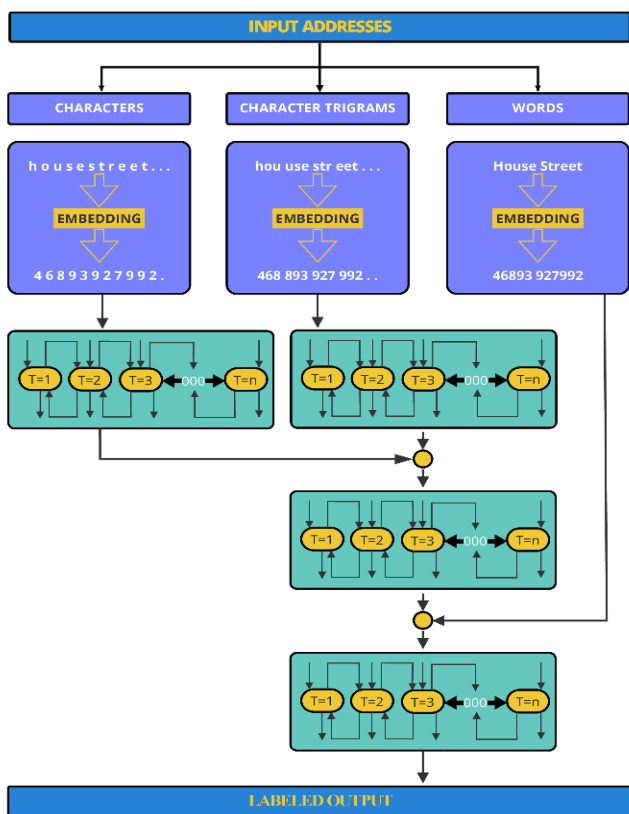 INPUT ADDRESSES
CHARACTERS
CHARACTER TRIGRAMS
WORDS
h o u s e s t r e e t . . .
EMBEDDING
4 6 8 9 3 9 2 7 9 9 2 .
hou use str eet . . .
EMBEDDING
468 893 927 992 . .
House Street
EMBEDDING
46893 927992
T=1 T=2 T=3 000 T=n
T=1 T=2 T=3 000 T=n
T=1 T=2 T=3 000 T=n
T=1 T=2 T=3 000 T=n
LABELED OUTPUT